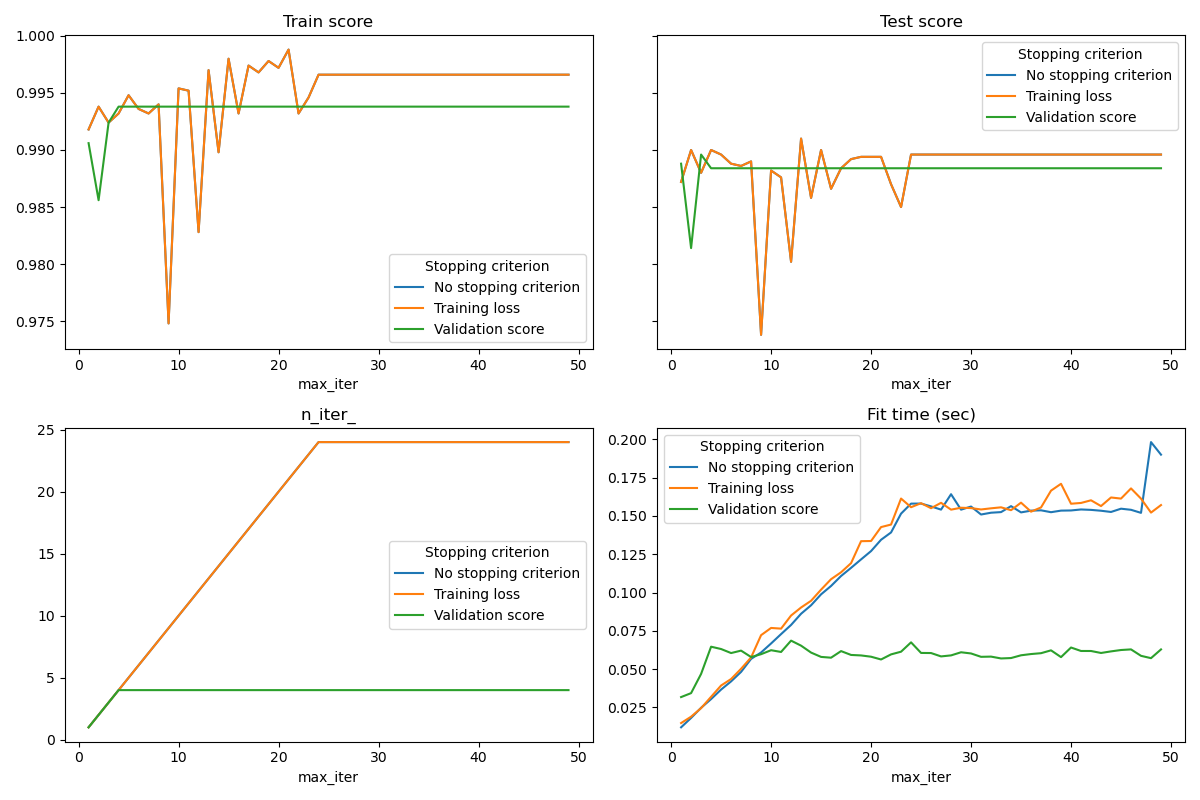 Train score
1.000
0.995
0.990
0.985
0.980
0.975
Stopping criterion
No stopping criterion
Training loss
Validation score
0 10 20 30 40 50
max_iter
Test score
Stopping criterion
No stopping criterion
Training loss
Validation score
0 10 20 30 40 50
max_iter
n_iter_
25
20
15
10
5
0
Stopping criterion
No stopping criterion
Training loss
Validation score
0 10 20 30 40 50
max_iter
Fit time (sec)
0.200
0.175
0.150
0.125
0.100
0.075
0.050
0.025
Stopping criterion
No stopping criterion
Training loss
Validation score
0 10 20 30 40 50
max_iter